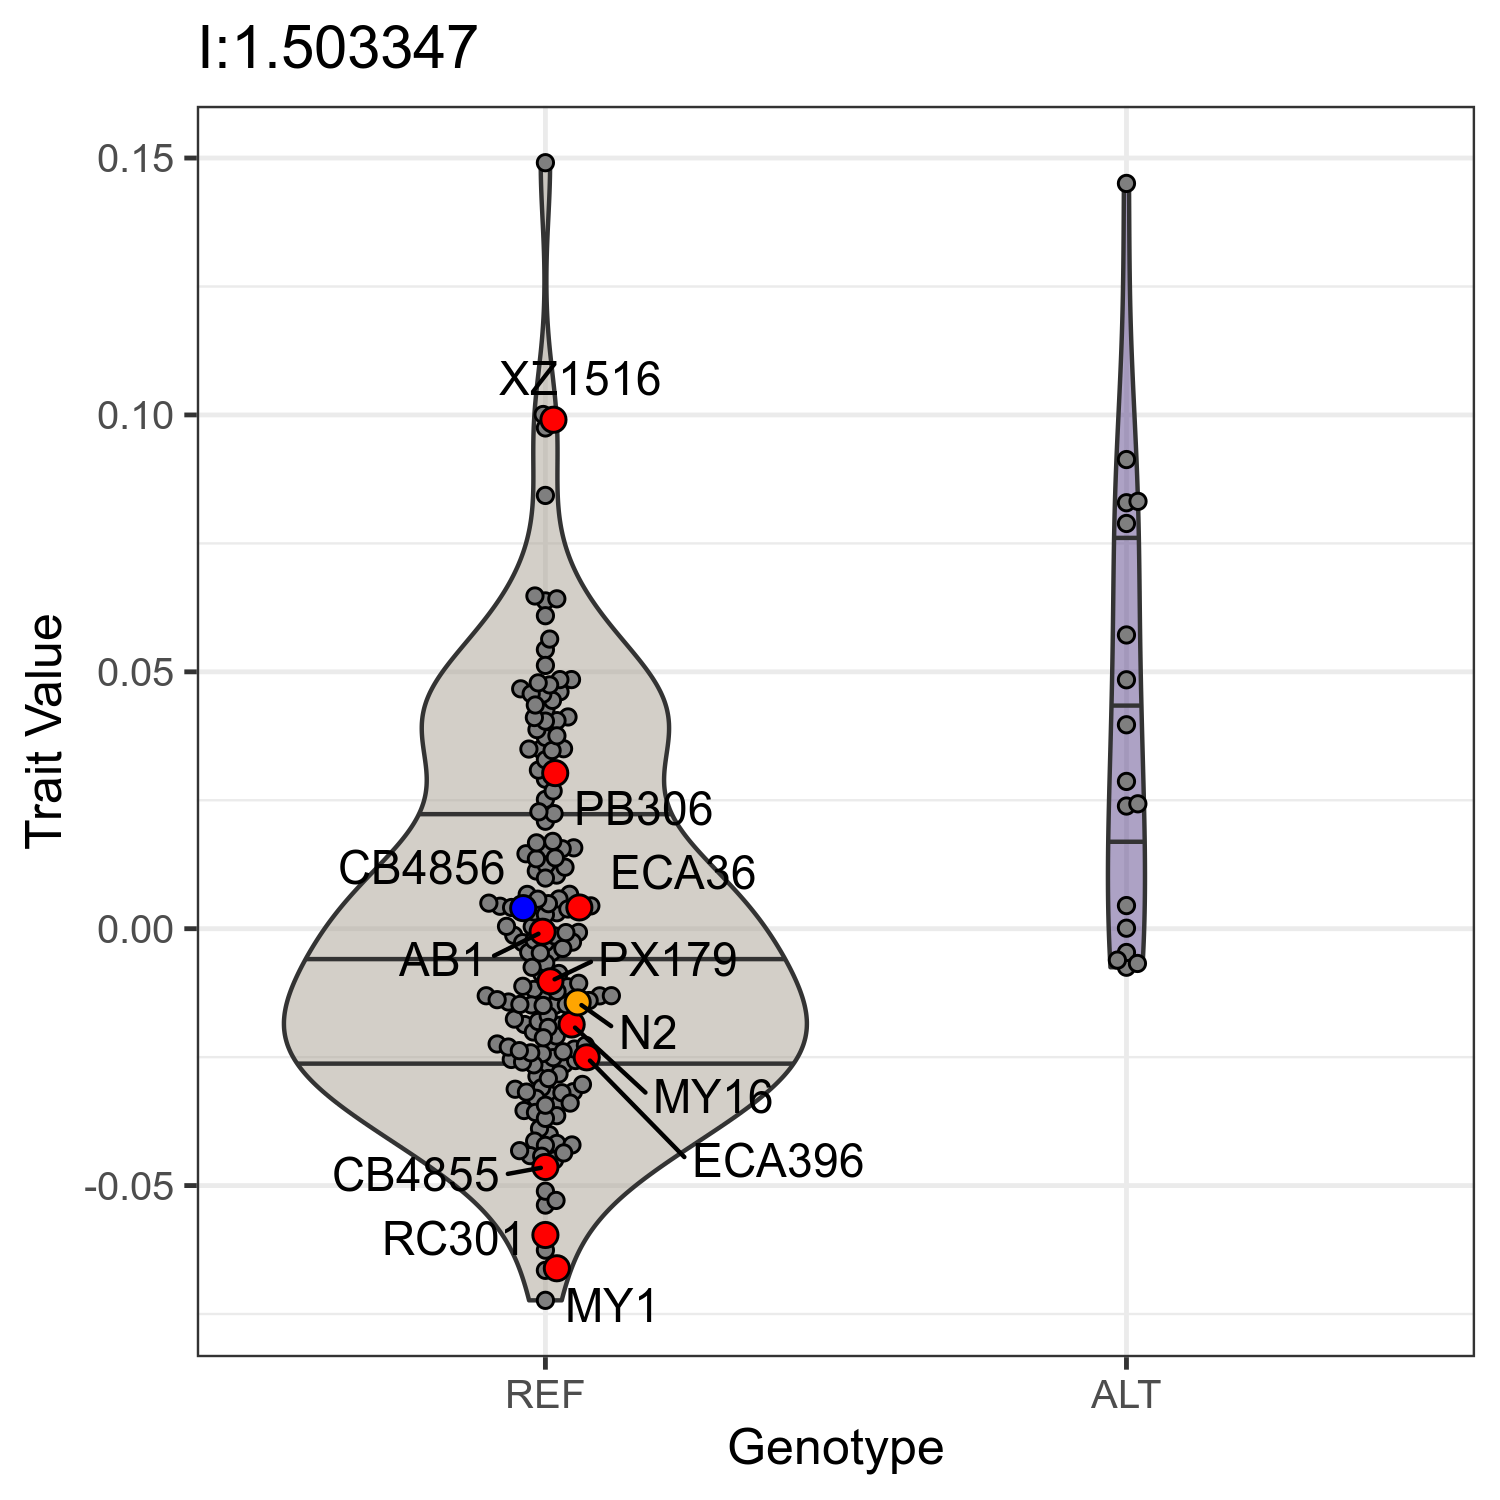 I:1.503347
0.15
0.10
0.05
0.00
-0.05
Trait Value
XZ1516
PB306
CB4856
ECA36
AB1
PX179
N2
MY16
ECA396
CB4855
RC301
MY1
REF
ALT
Genotype